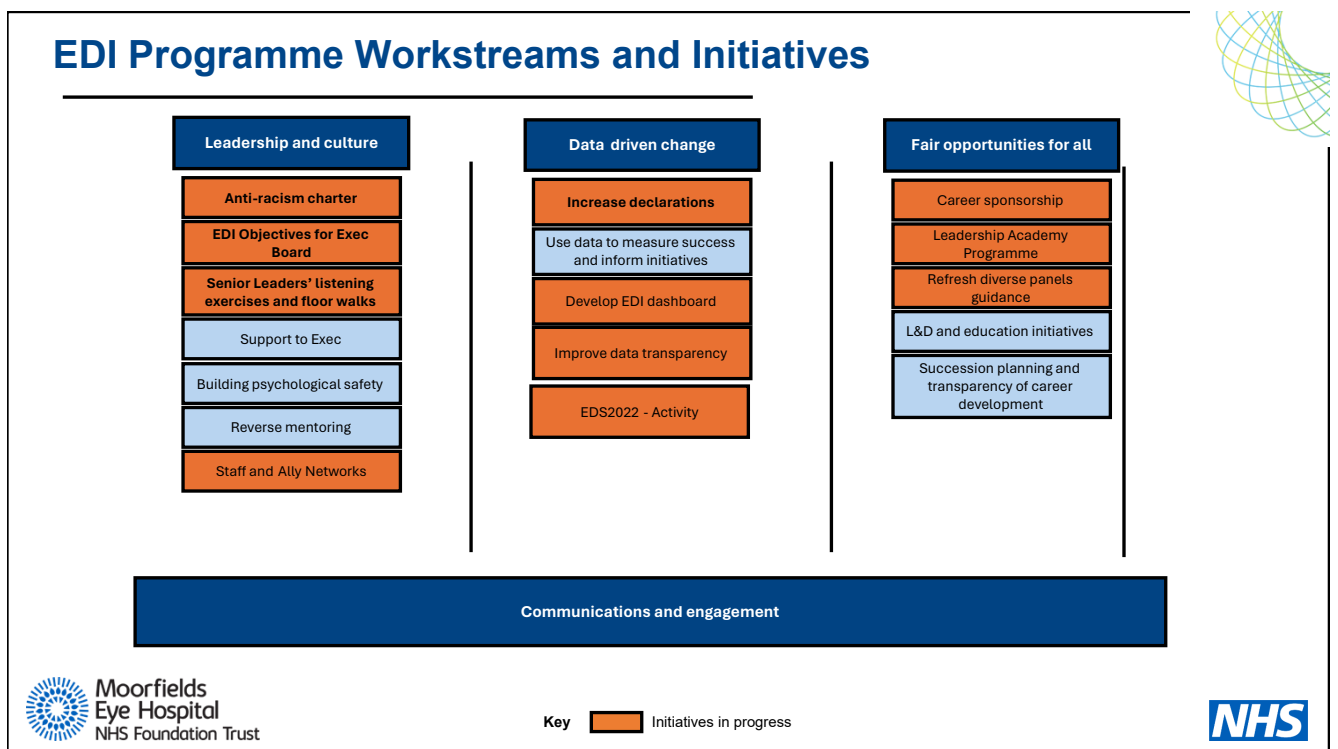 EDI Programme Workstreams and Initiatives
Leadership and culture
Anti-racism charter
EDI Objectives for Exec
Board
Senior Leaders’ listening
exercises and floor walks
Support to Exec
Building psychological safety
Reverse mentoring
Staff and Ally Networks
Data driven change
Increase declarations
Use data to measure success
and inform initiatives
Develop EDI dashboard
Improve data transparency
EDS2022 - Activity
Fair opportunities for all
Career sponsorship
Leadership Academy
Programme
Refresh diverse panels
guidance
L&D and education initiatives
Succession planning and
transparency of career
development
Communications and engagement
Moorfields
Eye Hospital
NHS Foundation Trust
Key
Initiatives in progress
NHS